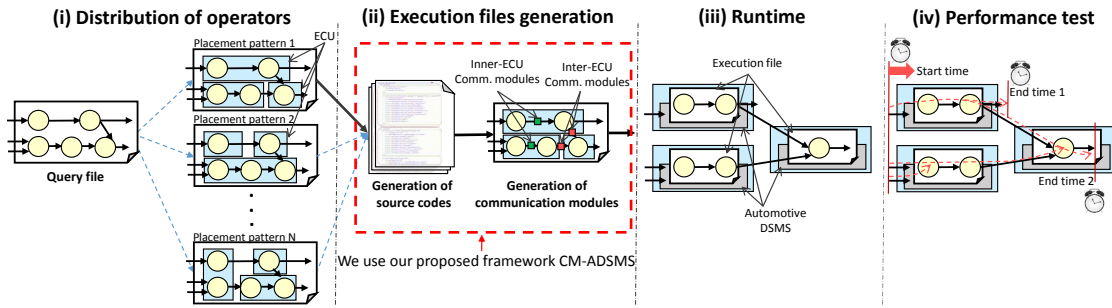 (i) Distribution of operators
Placement pattern 1
ECU
Query file
Placement pattern 2
Placement pattern N
(ii) Execution files generation
Inner-ECU
Comm. modules
Inter-ECU
Comm. modules
Generation of
source codes
Generation of
communication modules
We use our proposed framework CM-ADSMS
(iii) Runtime
Execution file
Automotive
DSMS
(iv) Performance test
Start time
End time 1
End time 2